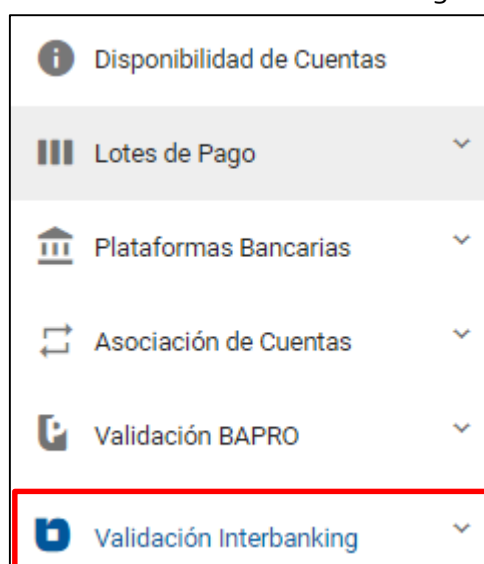 Disponibilidad de Cuentas
Lotes de Pago
Plataformas Bancarias
Asociación de Cuentas
Validación BAPRO
Validación Interbanking